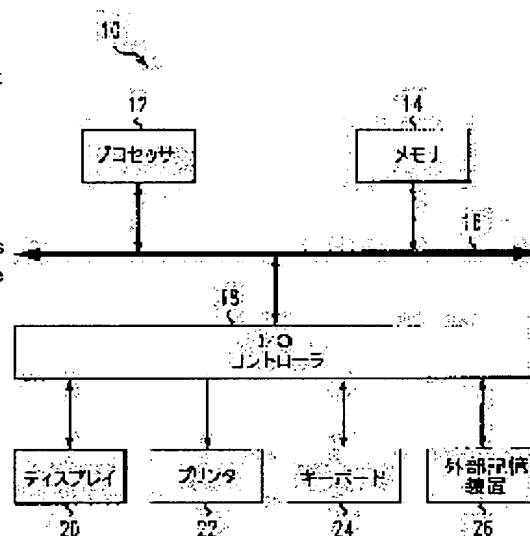 10
t
12 14
プロセッサ メモリ
16
s
e
18
I/O
コントローラ
ディスプレイ プリンタ キーボード 外部記憶
装置
20 22 24 26